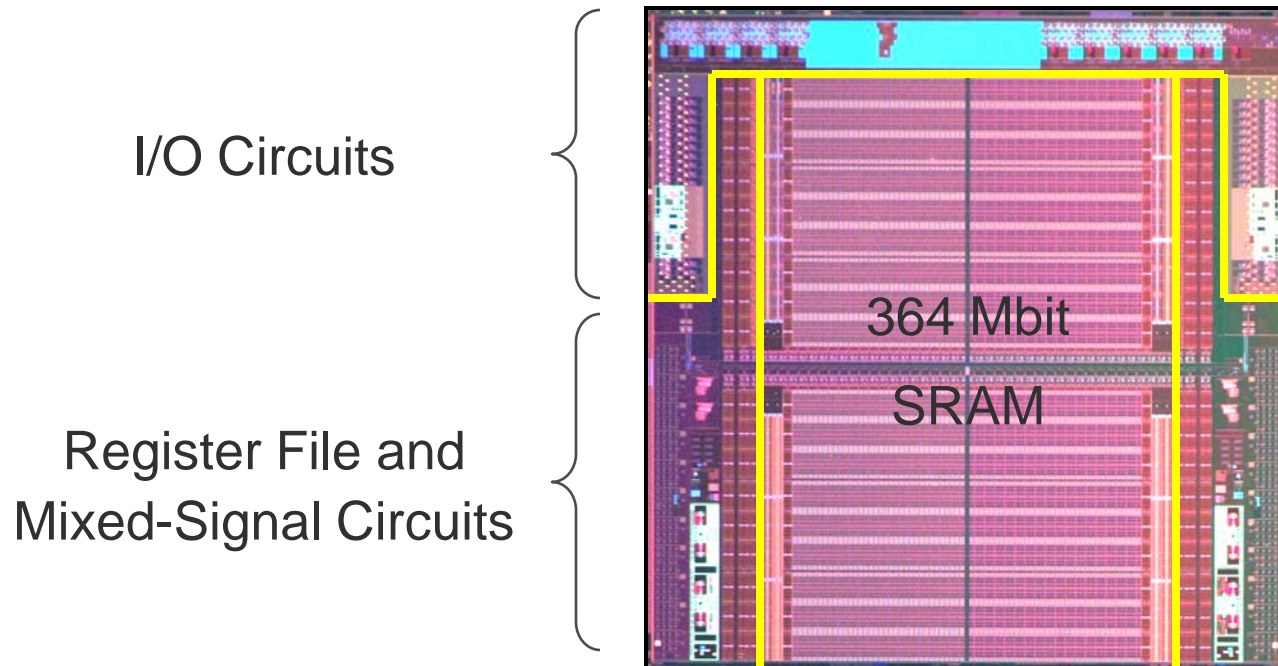 I/O Circuits
364 Mbit
SRAM
Register File and
Mixed-Signal Circuits